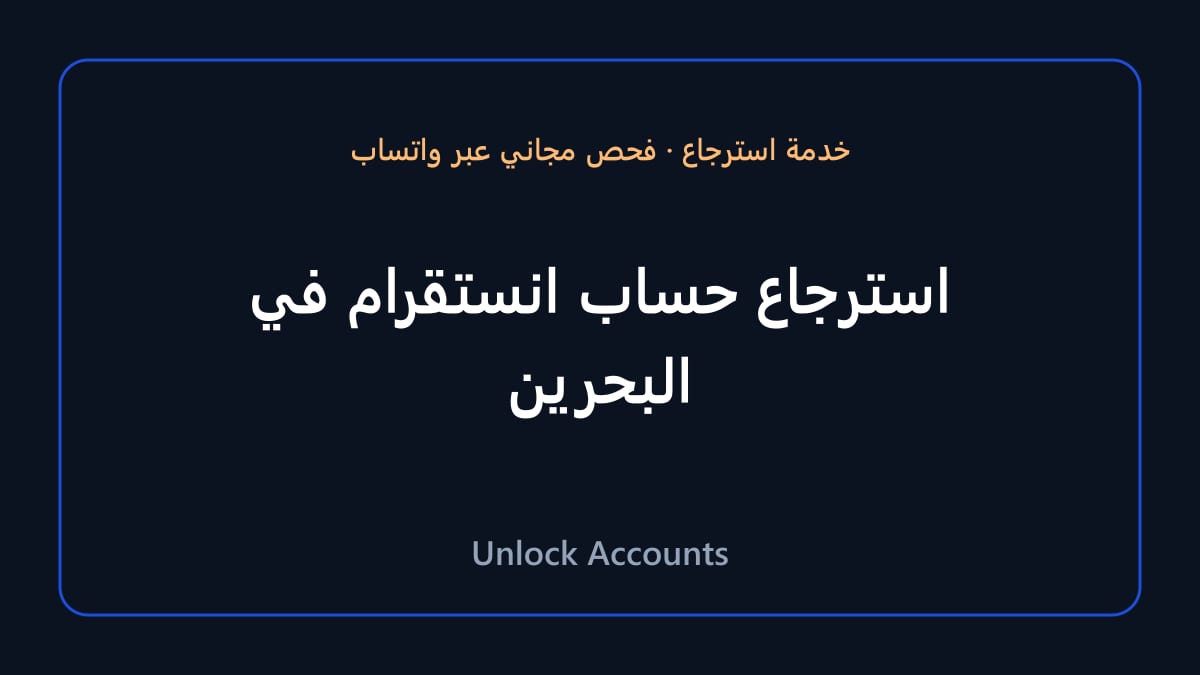 خدمة استرجاع · فحص مجاني عبر واتساب
استرجاع حساب انستقرام في
البحرين
Unlock Accounts